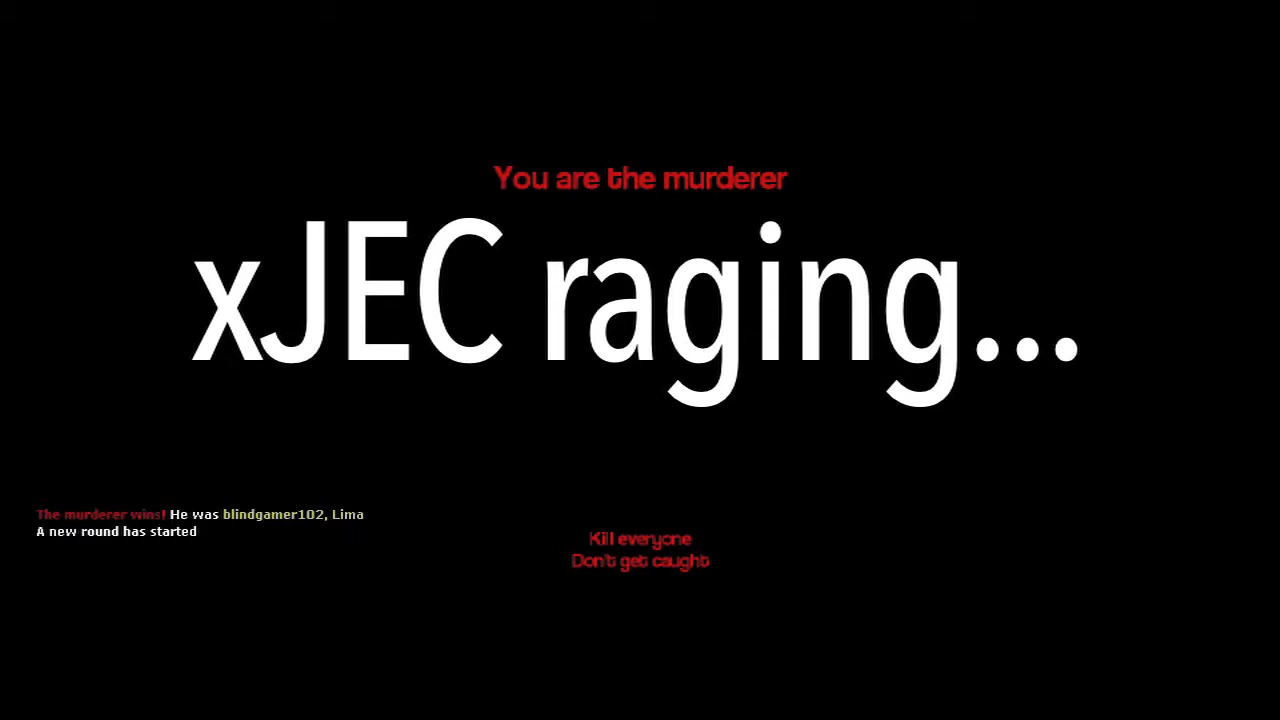 You are the murderer
xJEC raging...
The murderer wins! He was blindgamer102, Lima
A new round has started
Kill everyone
Don't get caught